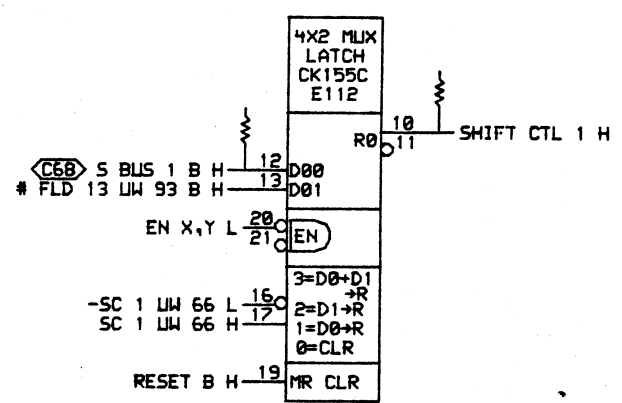 4X2 MUX
LATCH
CK155C
E112
10
R0 SHIFT CTL 1 H
11
C68 S BUS 1 B H 12 D00
# FLD 13 UW 93 B H 13 D01
EN X,Y L 20
21 EN
3=D0+D1
→R
-SC 1 UW 66 L 16 2=D1→R
SC 1 UW 66 H 17 1=D0→R
0=CLR
RESET B H 19 MR CLR